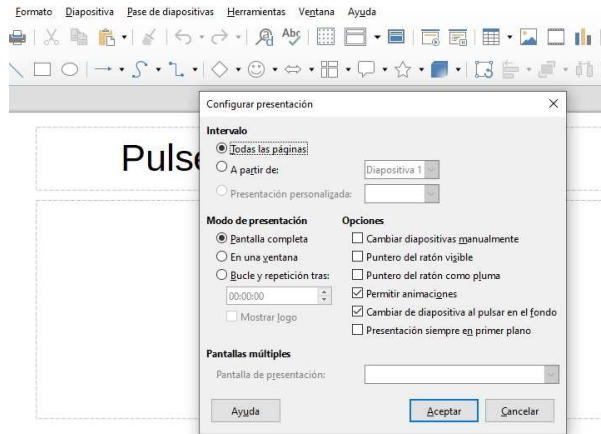 Formato Diapositiva Pase de diapositivas Herramientas Ventana Ayuda
Configurar presentación
Intervalo
Todas las páginas
A partir de: Diapositiva 1
Presentación personalizada:
Modo de presentación Opciones
Pantalla completa Cambiar diapositivas manualmente
En una ventana Puntero del ratón visible
Bucle y repetición tras: Puntero del ratón como pluma
00:00:00 Permitir animaciones
Mostrar logo Cambiar de diapositiva al pulsar en el fondo
Presentación siempre en primer plano
Pantallas múltiples
Pantalla de presentación:
Ayuda Aceptar Cancelar
Pulse